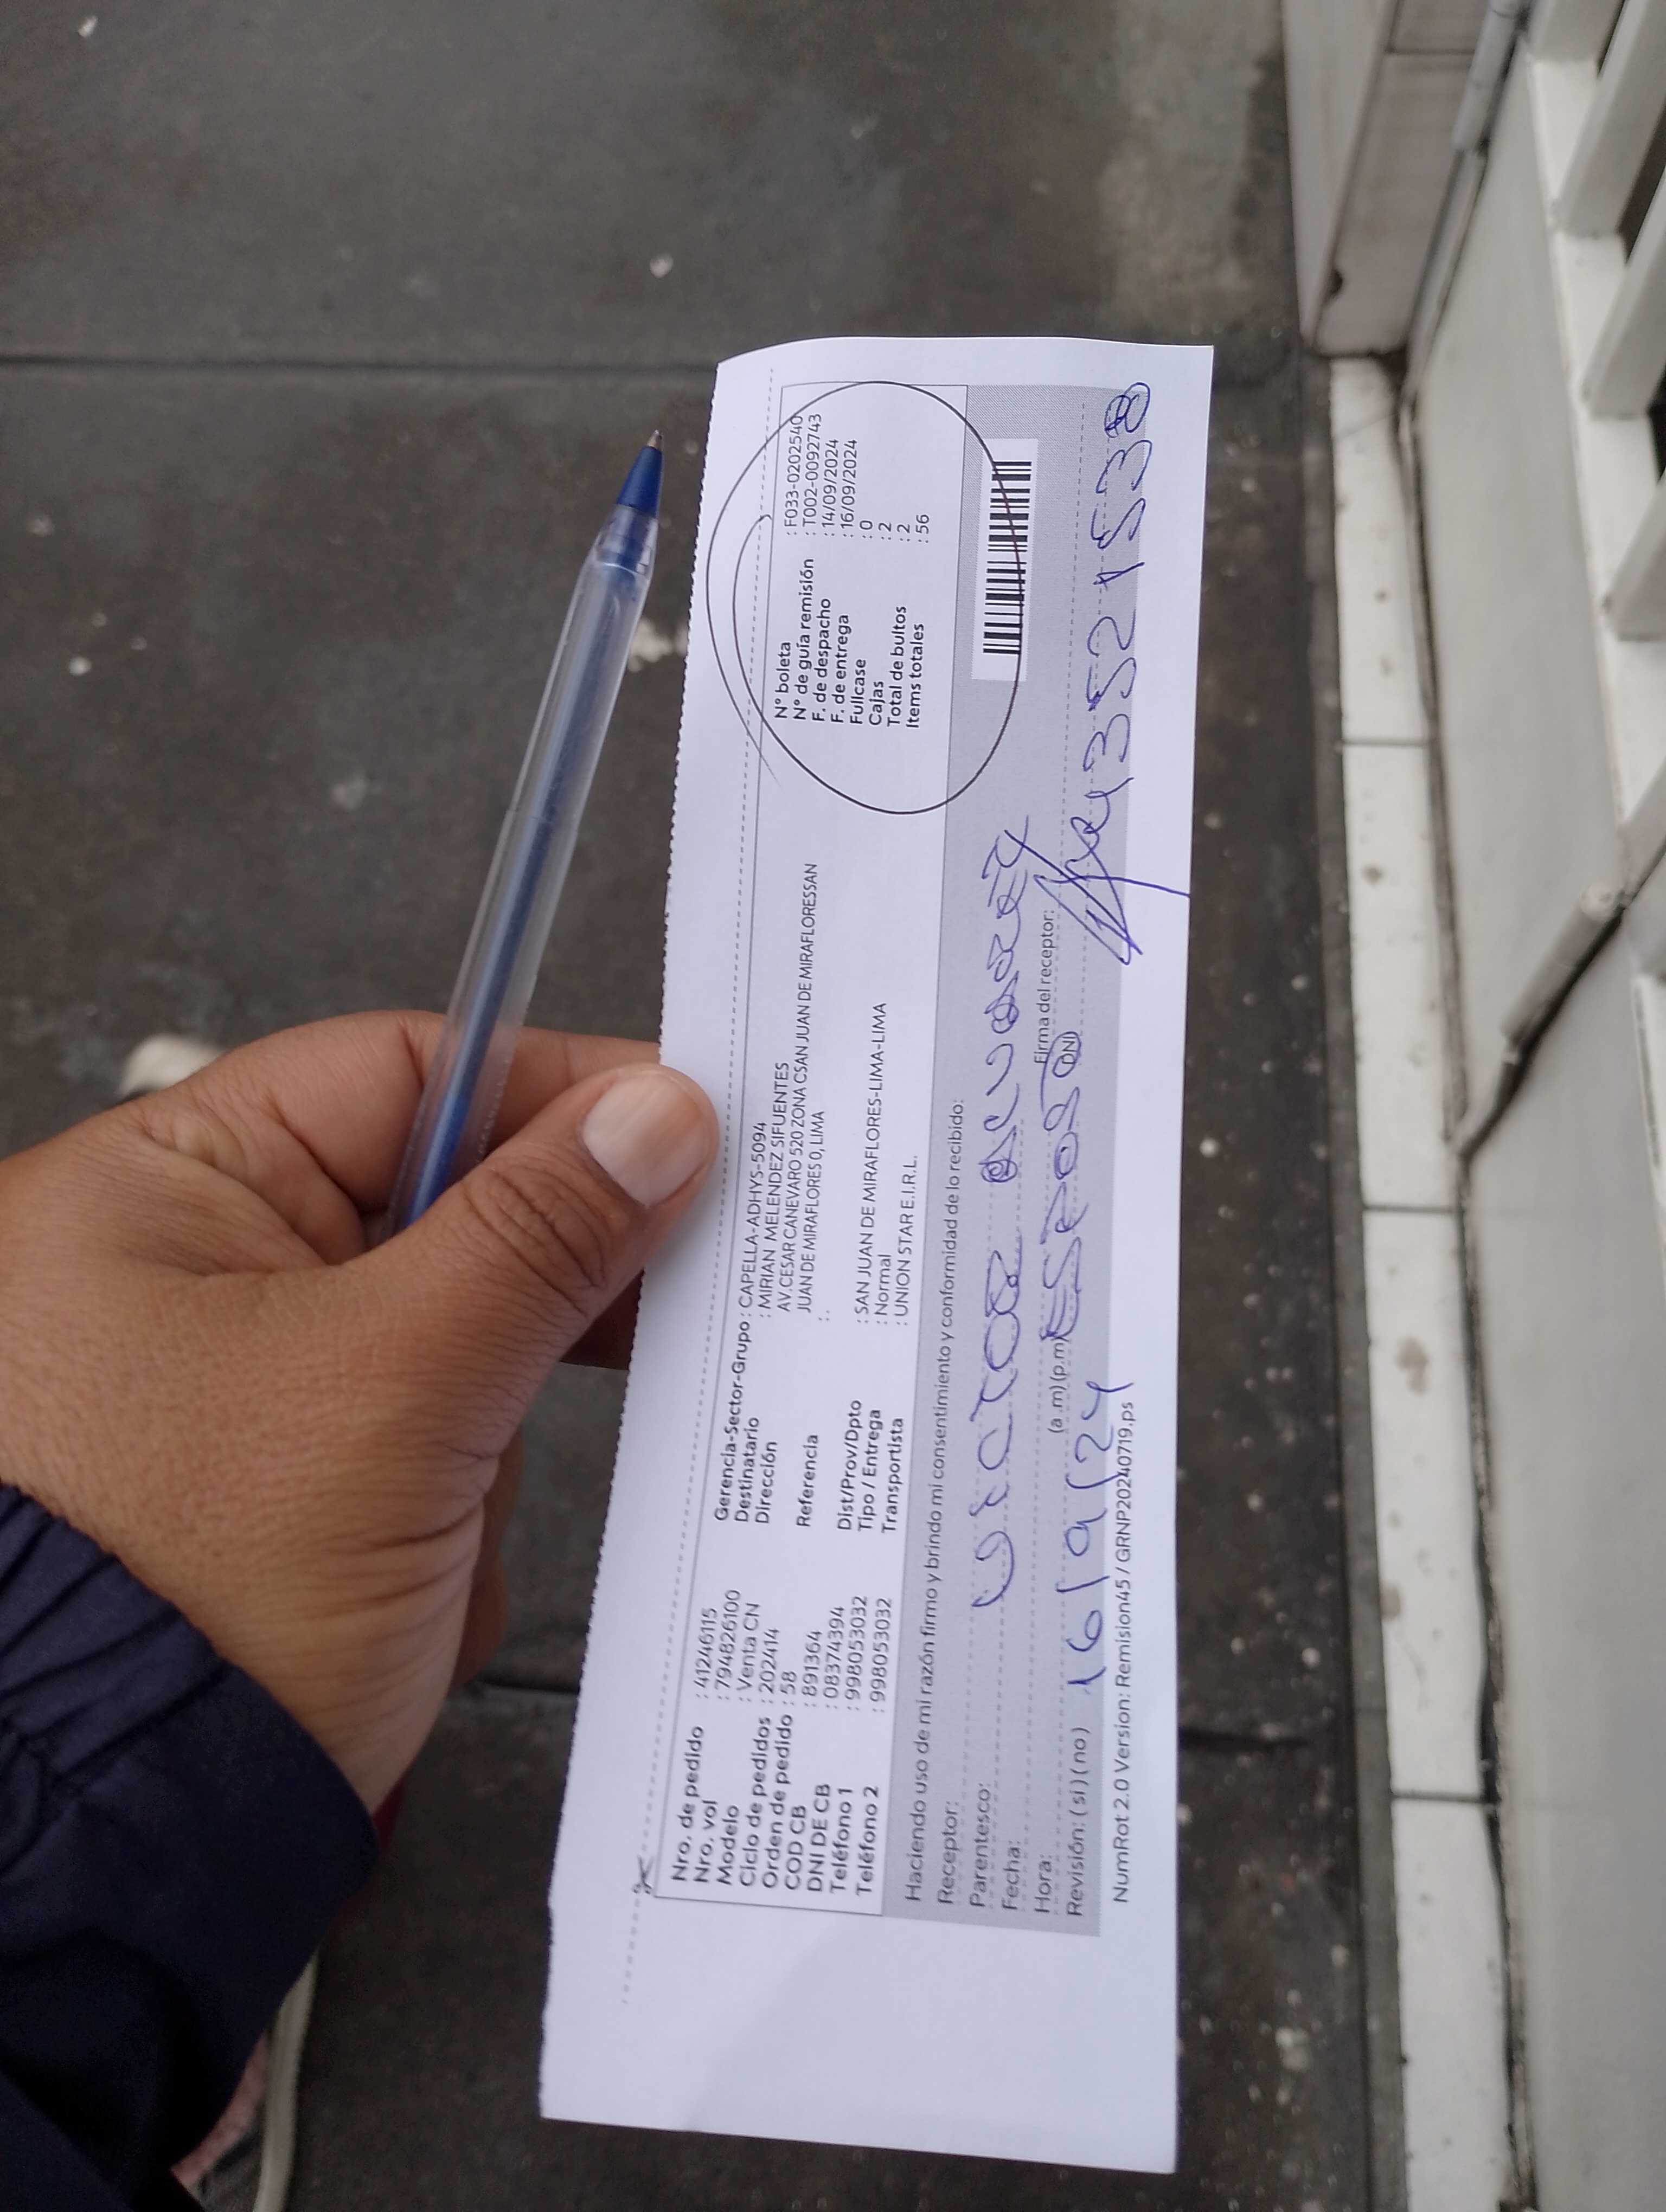 Nro. de pedido : 41246115
Nro. vol : 794826100
Modelo : Venta CN
Ciclo de pedidos : 202414
Orden de pedido : 58
COD CB : 891364
DNI DE CB : 08374394
Teléfono 1 : 998053032
Teléfono 2 : 998053032
Gerencia-Sector-Grupo : CAPELLA-ADHYS-5094
Destinatario : MIRIAN MELENDEZ SIFUENTES
Dirección AV.CESAR CANEVARO 520 ZONA CSAN JUAN DE MIRAFLORESSAN
JUAN DE MIRAFLORES 0, LIMA
Referencia :
Dist/Prov/Dpto : SAN JUAN DE MIRAFLORES-LIMA-LIMA
Tipo / Entrega : Normal
Transportista : UNION STAR E.I.R.L.
N° boleta : F033-0202540
N° de guía remisión : T002-0092743
F. de despacho : 14/09/2024
F. de entrega : 16/09/2024
Fullcase : 0
Cajas : 2
Total de bultos : 2
Items totales : 56
Haciendo uso de mi razón firmo y brindo mi consentimiento y conformidad de lo recibido:
Receptor:
Parentesco: VICTOR
Fecha:
Hora: (a .m) (p.m) ESPOSO Firma del receptor:
DNI
Revisión: ( si ) ( no ) 16/9/24
NumRot 2.0 Version: Remision45 / GRNP20240719.ps